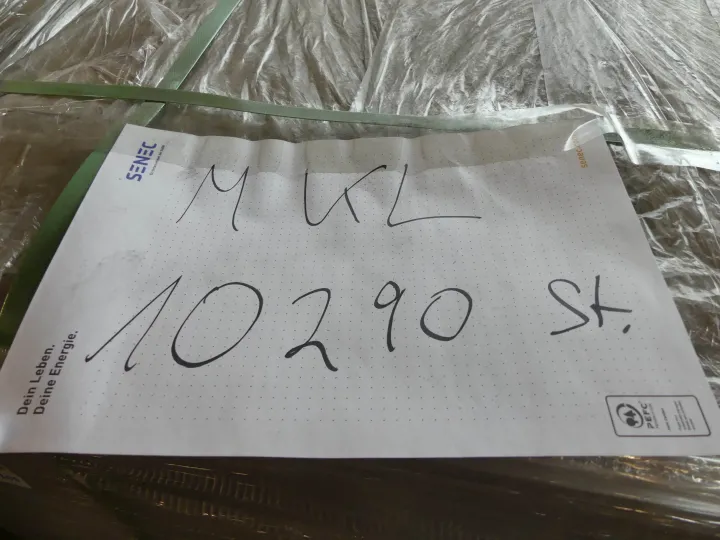 SENEC
M KL
10290 St.
Dein Leben.
Deine Energie.
PEFC